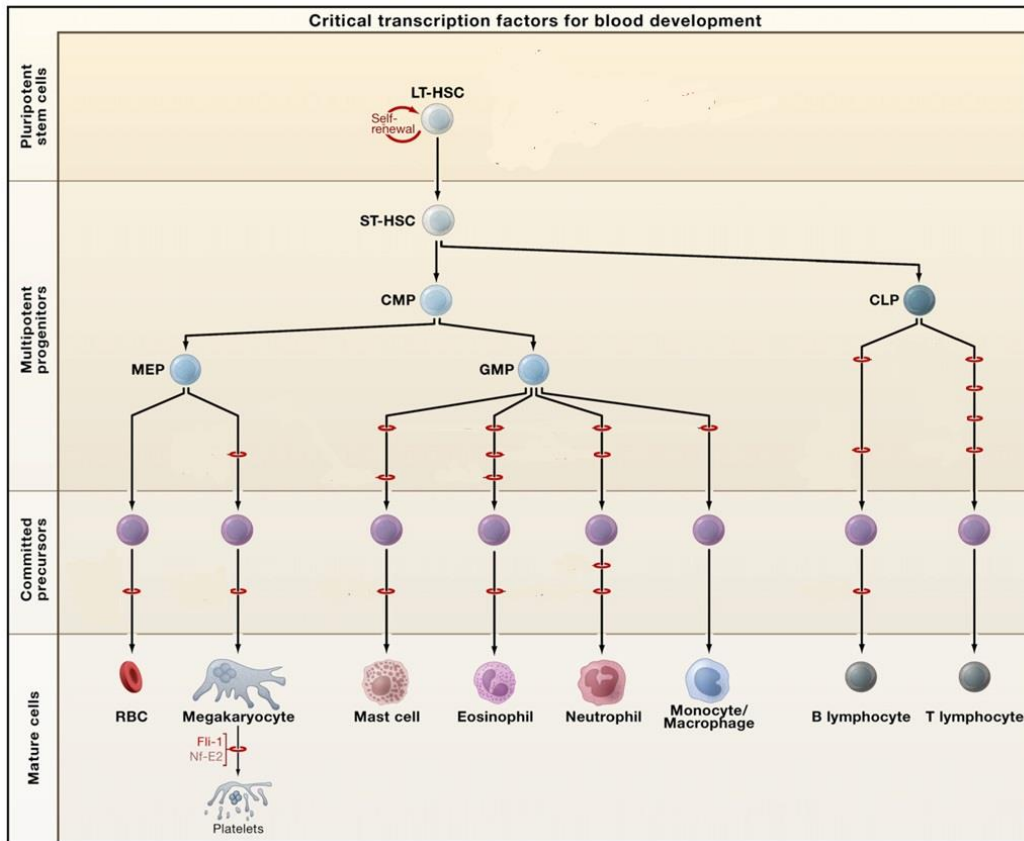 Critical transcription factors for blood development
Pluripotent
stem cells
LT-HSC
Self-
renewal
ST-HSC
Multipotent
progenitors
CMP
CLP
MEP
GMP
Committed
precursors
Mature cells
RBC
Megakaryocyte
Mast cell
Eosinophil
Neutrophil
Monocyte/
Macrophage
B lymphocyte
T lymphocyte
Fli-1
Nf-E2
Platelets